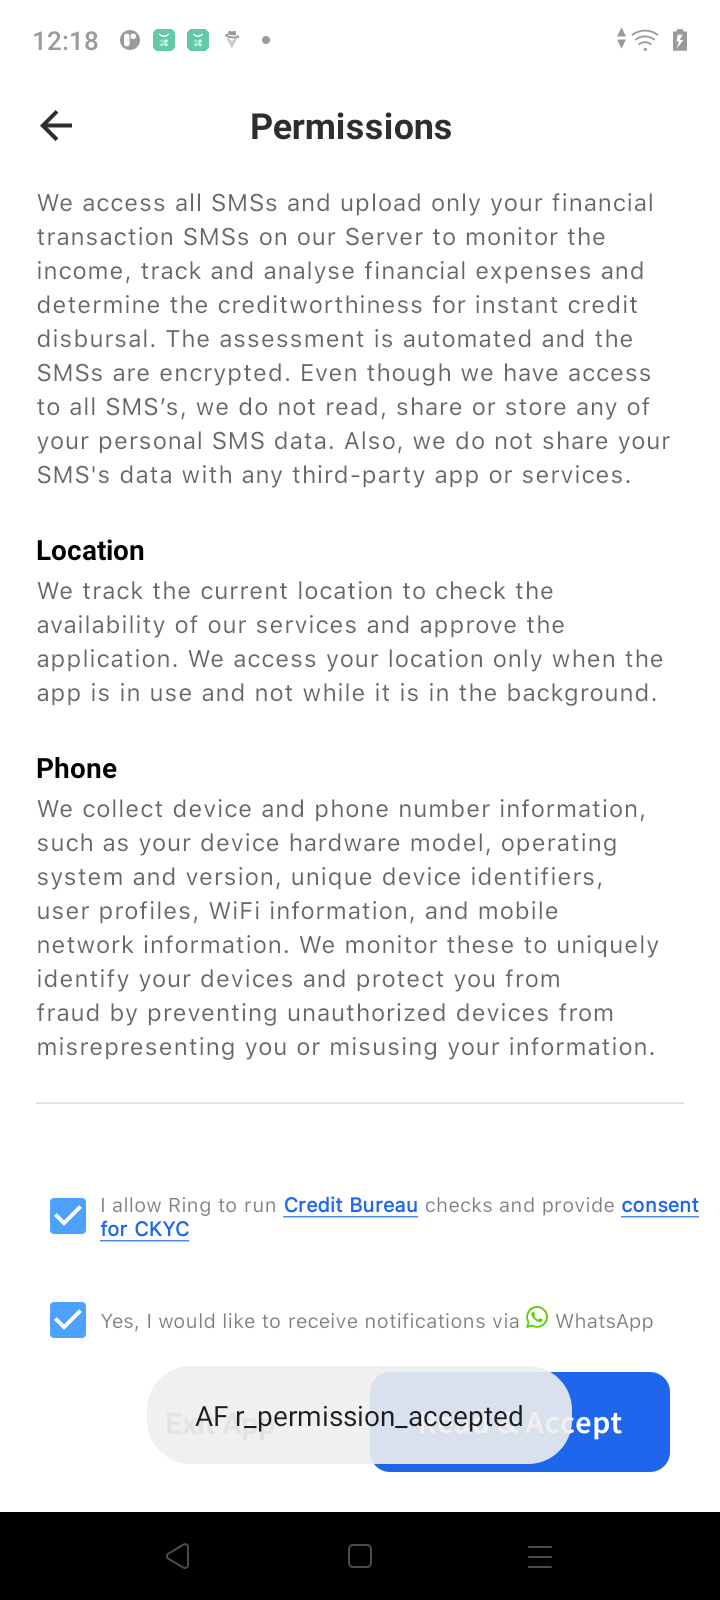 12:18
Permissions
We access all SMSs and upload only your financial
transaction SMSs on our Server to monitor the
income, track and analyse financial expenses and
determine the creditworthiness for instant credit
disbursal. The assessment is automated and the
SMSs are encrypted. Even though we have access
to all SMS’s, we do not read, share or store any of
your personal SMS data. Also, we do not share your
SMS's data with any third-party app or services.
Location
We track the current location to check the
availability of our services and approve the
application. We access your location only when the
app is in use and not while it is in the background.
Phone
We collect device and phone number information,
such as your device hardware model, operating
system and version, unique device identifiers,
user profiles, WiFi information, and mobile
network information. We monitor these to uniquely
identify your devices and protect you from
fraud by preventing unauthorized devices from
misrepresenting you or misusing your information.
I allow Ring to run Credit Bureau checks and provide consent
for CKYC
Yes, I would like to receive notifications via WhatsApp
AF r_permission_accepted
Exit App
Read & Accept